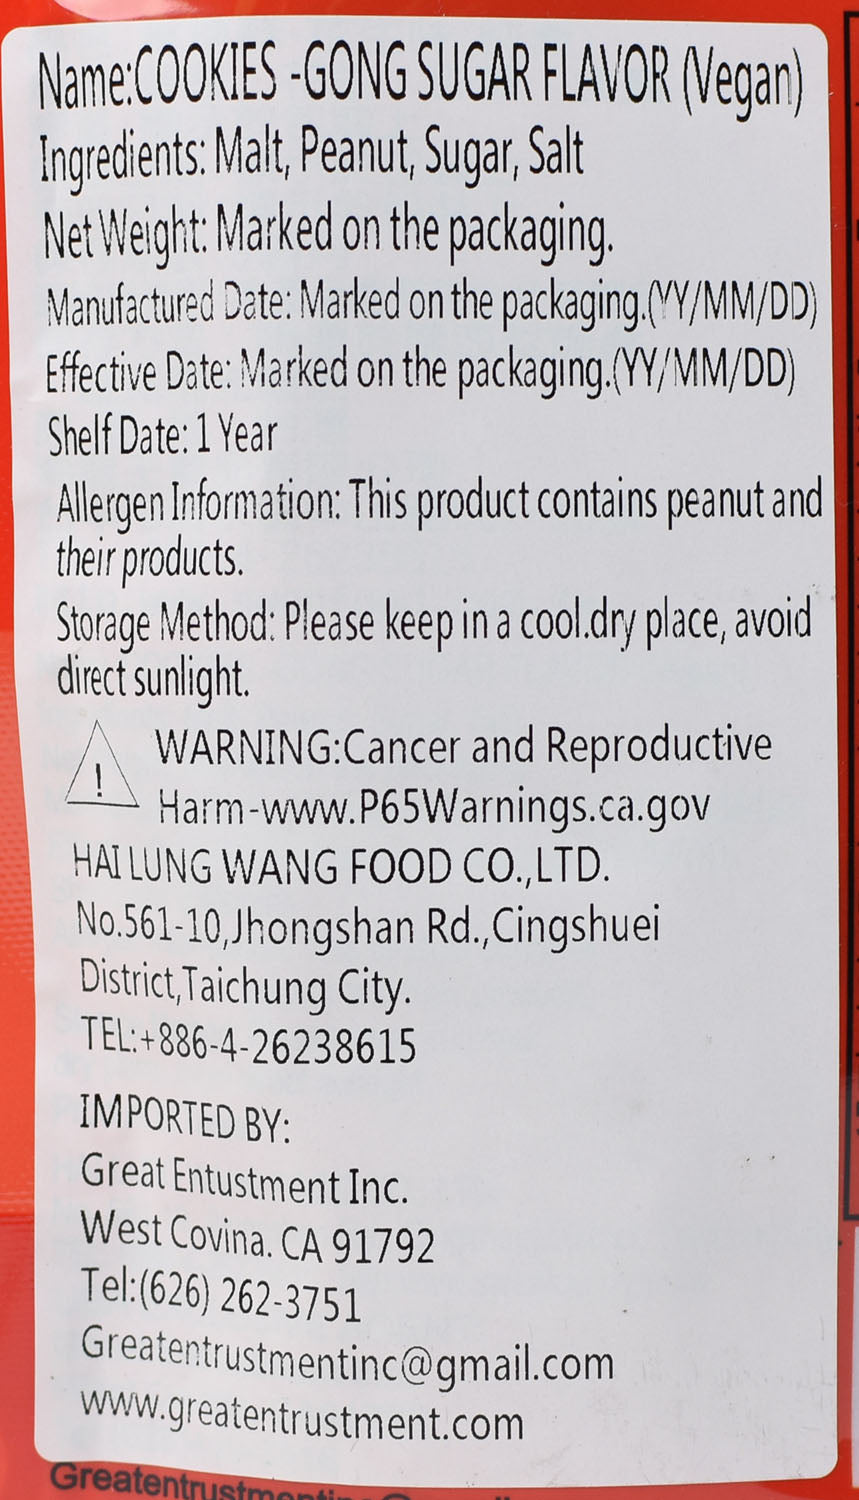 Name:COOKIES -GONG SUGAR FLAVOR (Vegan)
Ingredients: Malt, Peanut, Sugar, Salt
Net Weight: Marked on the packaging.
Manufactured Date: Marked on the packaging.(YY/MM/DD)
Effective Date: Marked on the packaging.(YY/MM/DD)
Shelf Date: 1 Year
Allergen Information: This product contains peanut and
their products.
Storage Method: Please keep in a cool.dry place, avoid
direct sunlight.
! WARNING:Cancer and Reproductive
Harm-www.P65Warnings.ca.gov
HAI LUNG WANG FOOD CO.,LTD.
No.561-10,Jhongshan Rd.,Cingshuei
District,Taichung City.
TEL:+886-4-26238615
IMPORTED BY:
Great Entustment Inc.
West Covina. CA 91792
Tel:(626) 262-3751
Greatentrustmentinc@gmail.com
www.greatentrustment.com